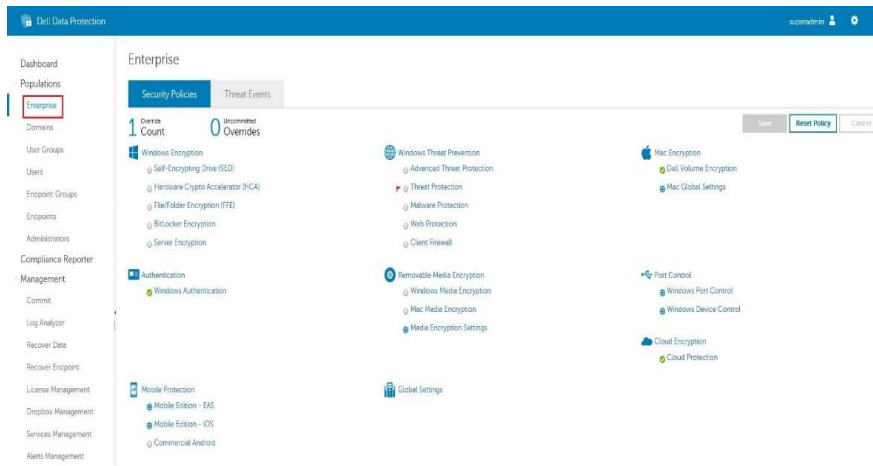 Dell Data Protection
superadmin
Dashboard
Populations
Enterprise
Domains
User Groups
Users
Endpoint Groups
Endpoints
Administrators
Compliance Reporter
Management
Commit
Log Analyzer
Recover Data
Recover Endpoint
License Management
Dropbox Management
Services Management
Alerts Management
Enterprise
Security Policies
Threat Events
1 Override Count
0 Uncommitted Overrides
Save
Reset Policy
Cancel
Windows Encryption
Self-Encrypting Drive (SED)
Hardware Crypto Accelerator (HCA)
File/Folder Encryption (FFE)
BitLocker Encryption
Server Encryption
Windows Threat Prevention
Advanced Threat Protection
Threat Protection
Malware Protection
Web Protection
Client Firewall
Mac Encryption
Dell Volume Encryption
Mac Global Settings
Authentication
Windows Authentication
Removable Media Encryption
Windows Media Encryption
Mac Media Encryption
Media Encryption Settings
Port Control
Windows Port Control
Windows Device Control
Cloud Encryption
Cloud Protection
Mobile Protection
Mobile Edition - EAS
Mobile Edition - iOS
Commercial Android
Global Settings